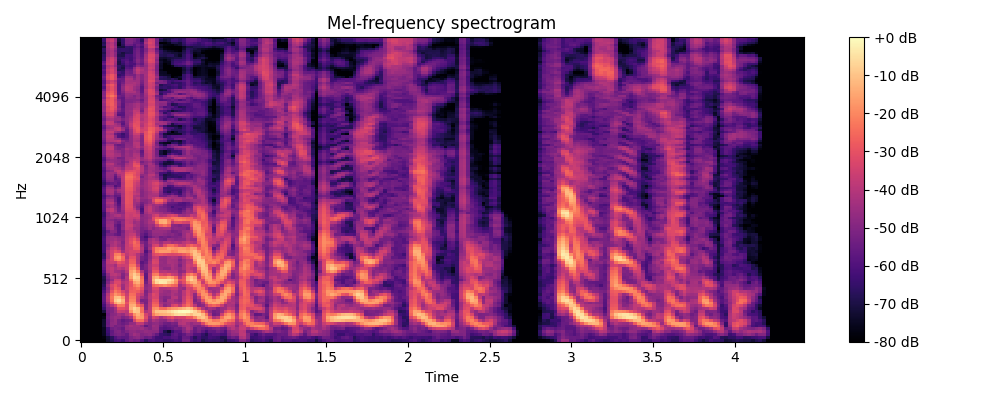 Mel-frequency spectrogram
+0 dB
-10 dB
-20 dB
-30 dB
-40 dB
-50 dB
-60 dB
-70 dB
-80 dB
4096
2048
1024
512
0
Hz
0 0.5 1 1.5 2 2.5 3 3.5 4
Time